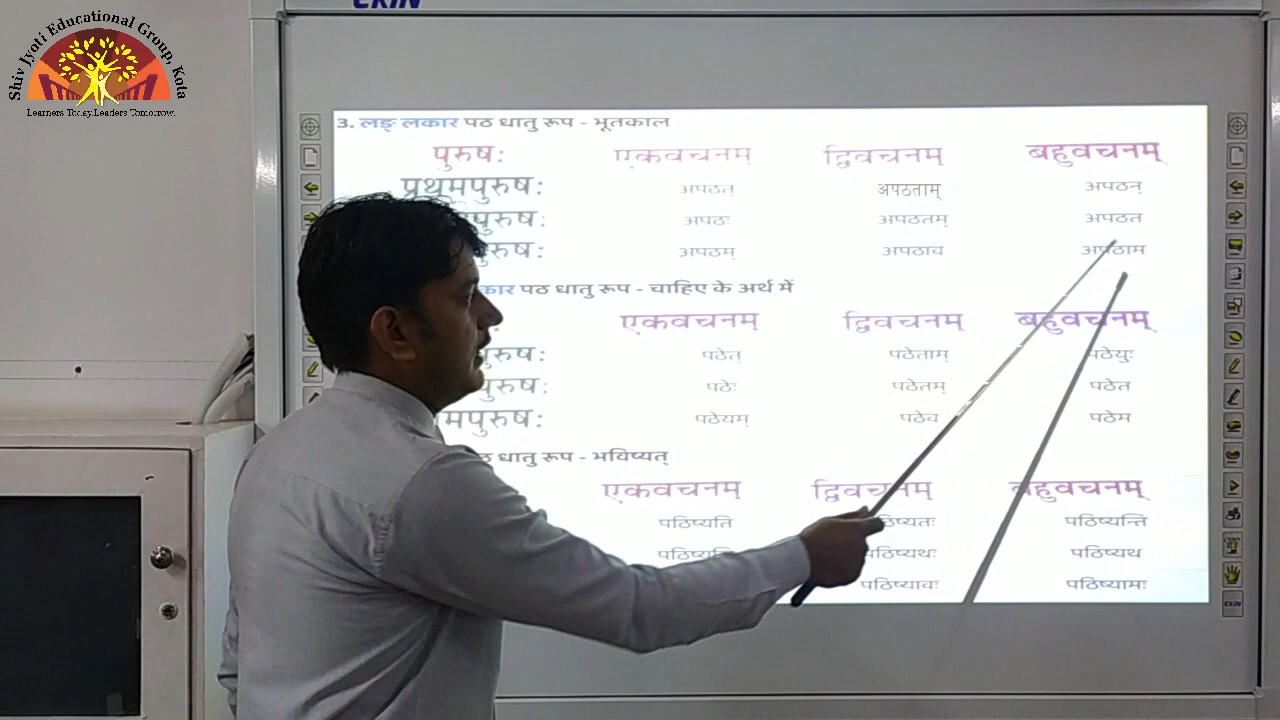 EXIN
Shiv Jyoti Educational Group, Kota
Learners Today,Leaders Tomorrow.
3. लङ् लकार पठ धातु रूप - भूतकाल
पुरुषः एकवचनम् द्विवचनम् बहुवचनम्
प्रथमपुरुषः अपठत् अपठताम् अपठन्
पुरुषः अपठः अपठतम् अपठत
पुरुषः अपठम् अपठाव अपठाम
कार पठ धातु रूप - चाहिए के अर्थ में
एकवचनम् द्विवचनम् बहुवचनम्
पुरुषः पठेत् पठेताम् पठेयुः
पुरुषः पठेः पठेतम् पठेत
मपुरुषः पठेयम् पठेव पठेम
धातु रूप - भविष्यत्
एकवचनम् द्विवचनम् बहुवचनम्
पठिष्यति पठिष्यतः पठिष्यन्ति
पठिष्यथः पठिष्यथ
पठिष्यावः पठिष्यामः
EXIN